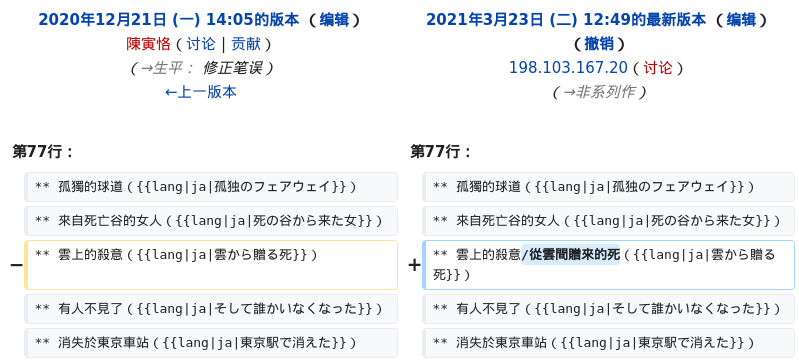 2020年12月21日 (一) 14:05的版本 （编辑）
陳寅恪（讨论 | 贡献）
（→生平： 修正笔误）
←上一版本
第77行：
** 孤獨的球道（{{lang|ja|孤独のフェアウェイ}}）
** 來自死亡谷的女人（{{lang|ja|死の谷から来た女}}）
− ** 雲上的殺意（{{lang|ja|雲から贈る死}}）
** 有人不見了（{{lang|ja|そして誰かいなくなった}}）
** 消失於東京車站（{{lang|ja|東京駅で消えた}}）
2021年3月23日 (二) 12:49的最新版本 （编辑）
（撤销）
198.103.167.20（讨论）
（→非系列作）
第77行：
** 孤獨的球道（{{lang|ja|孤独のフェアウェイ}}）
** 來自死亡谷的女人（{{lang|ja|死の谷から来た女}}）
+ ** 雲上的殺意/從雲間贈來的死（{{lang|ja|雲から贈る
死}}）
** 有人不見了（{{lang|ja|そして誰かいなくなった}}）
** 消失於東京車站（{{lang|ja|東京駅で消えた}}）